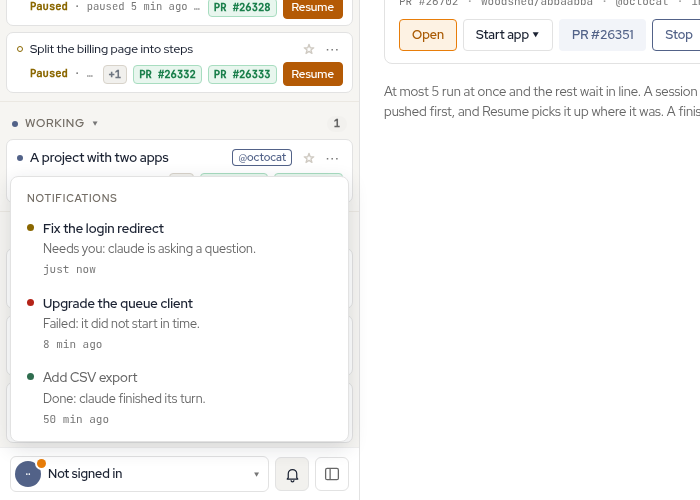 Paused · paused 5 min ago … PR #26328 Resume
Split the billing page into steps
Paused · … +1 PR #26332 PR #26333 Resume
WORKING 1
A project with two apps @octocat
NOTIFICATIONS
Fix the login redirect
Needs you: claude is asking a question.
just now
Upgrade the queue client
Failed: it did not start in time.
8 min ago
Add CSV export
Done: claude finished its turn.
50 min ago
Not signed in
PR #26702 · woodshed/abbaabba · @octocat ·
Open Start app PR #26351 Stop
At most 5 run at once and the rest wait in line. A session
pushed first, and Resume picks it up where it was. A finis